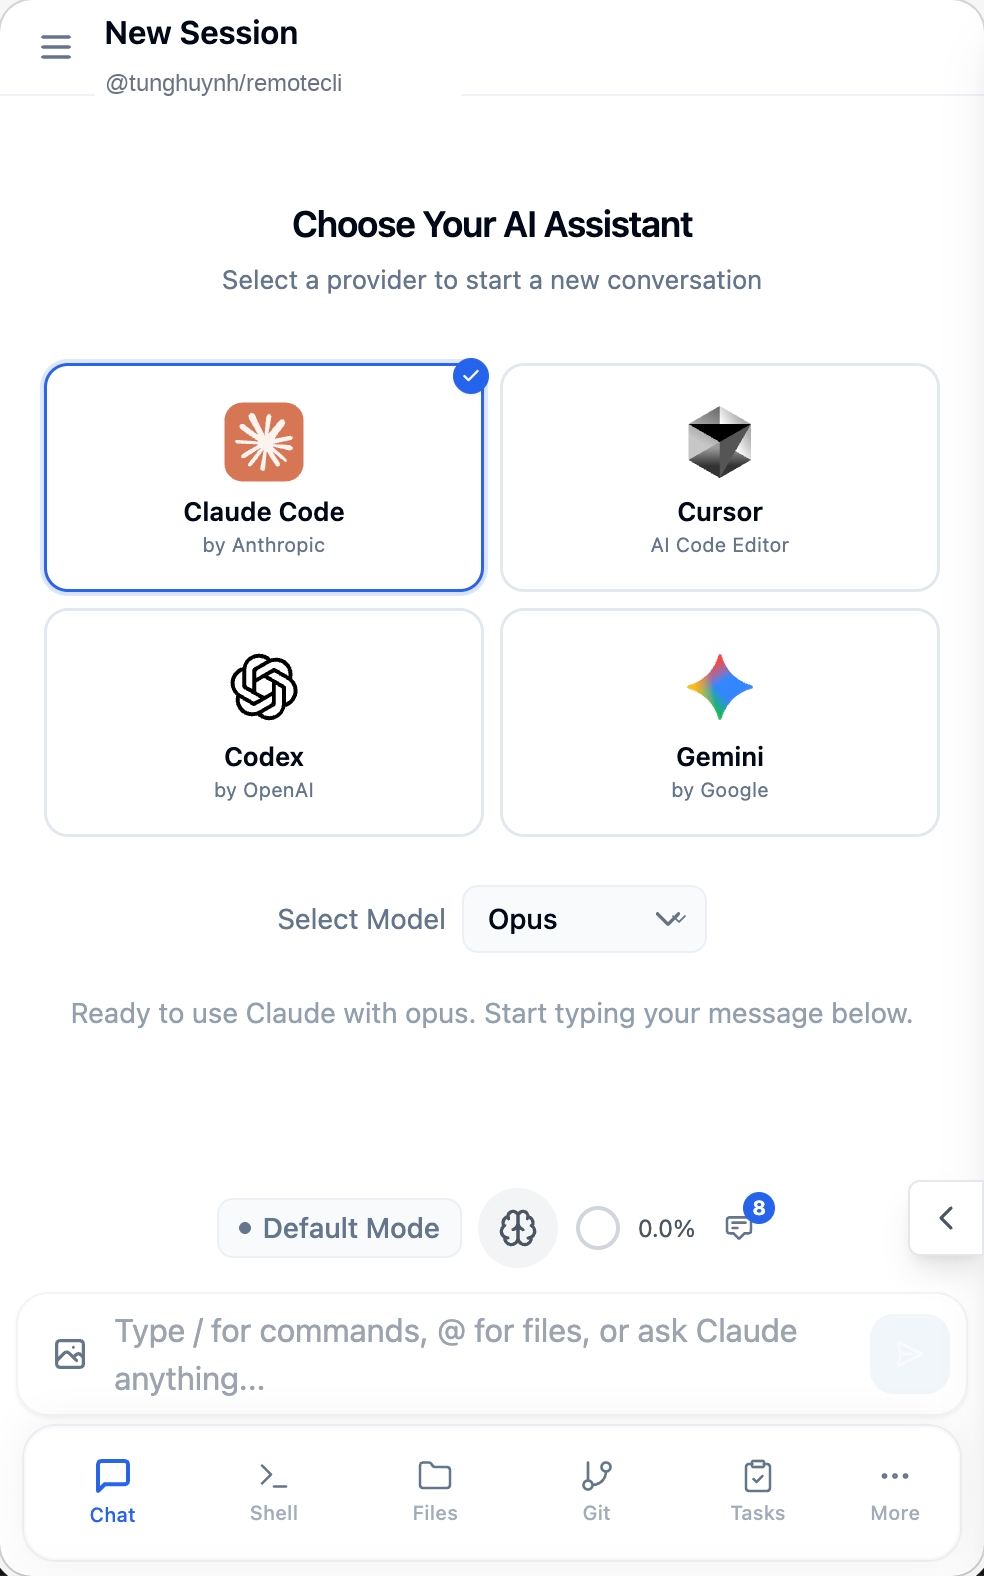 New Session
@tunghuynh/remotecli
Choose Your AI Assistant
Select a provider to start a new conversation
Claude Code
by Anthropic
Cursor
AI Code Editor
Codex
by OpenAI
Gemini
by Google
Select Model
Opus
Ready to use Claude with opus. Start typing your message below.
Default Mode
0.0%
8
Type / for commands, @ for files, or ask Claude
anything...
Chat
Shell
Files
Git
Tasks
More